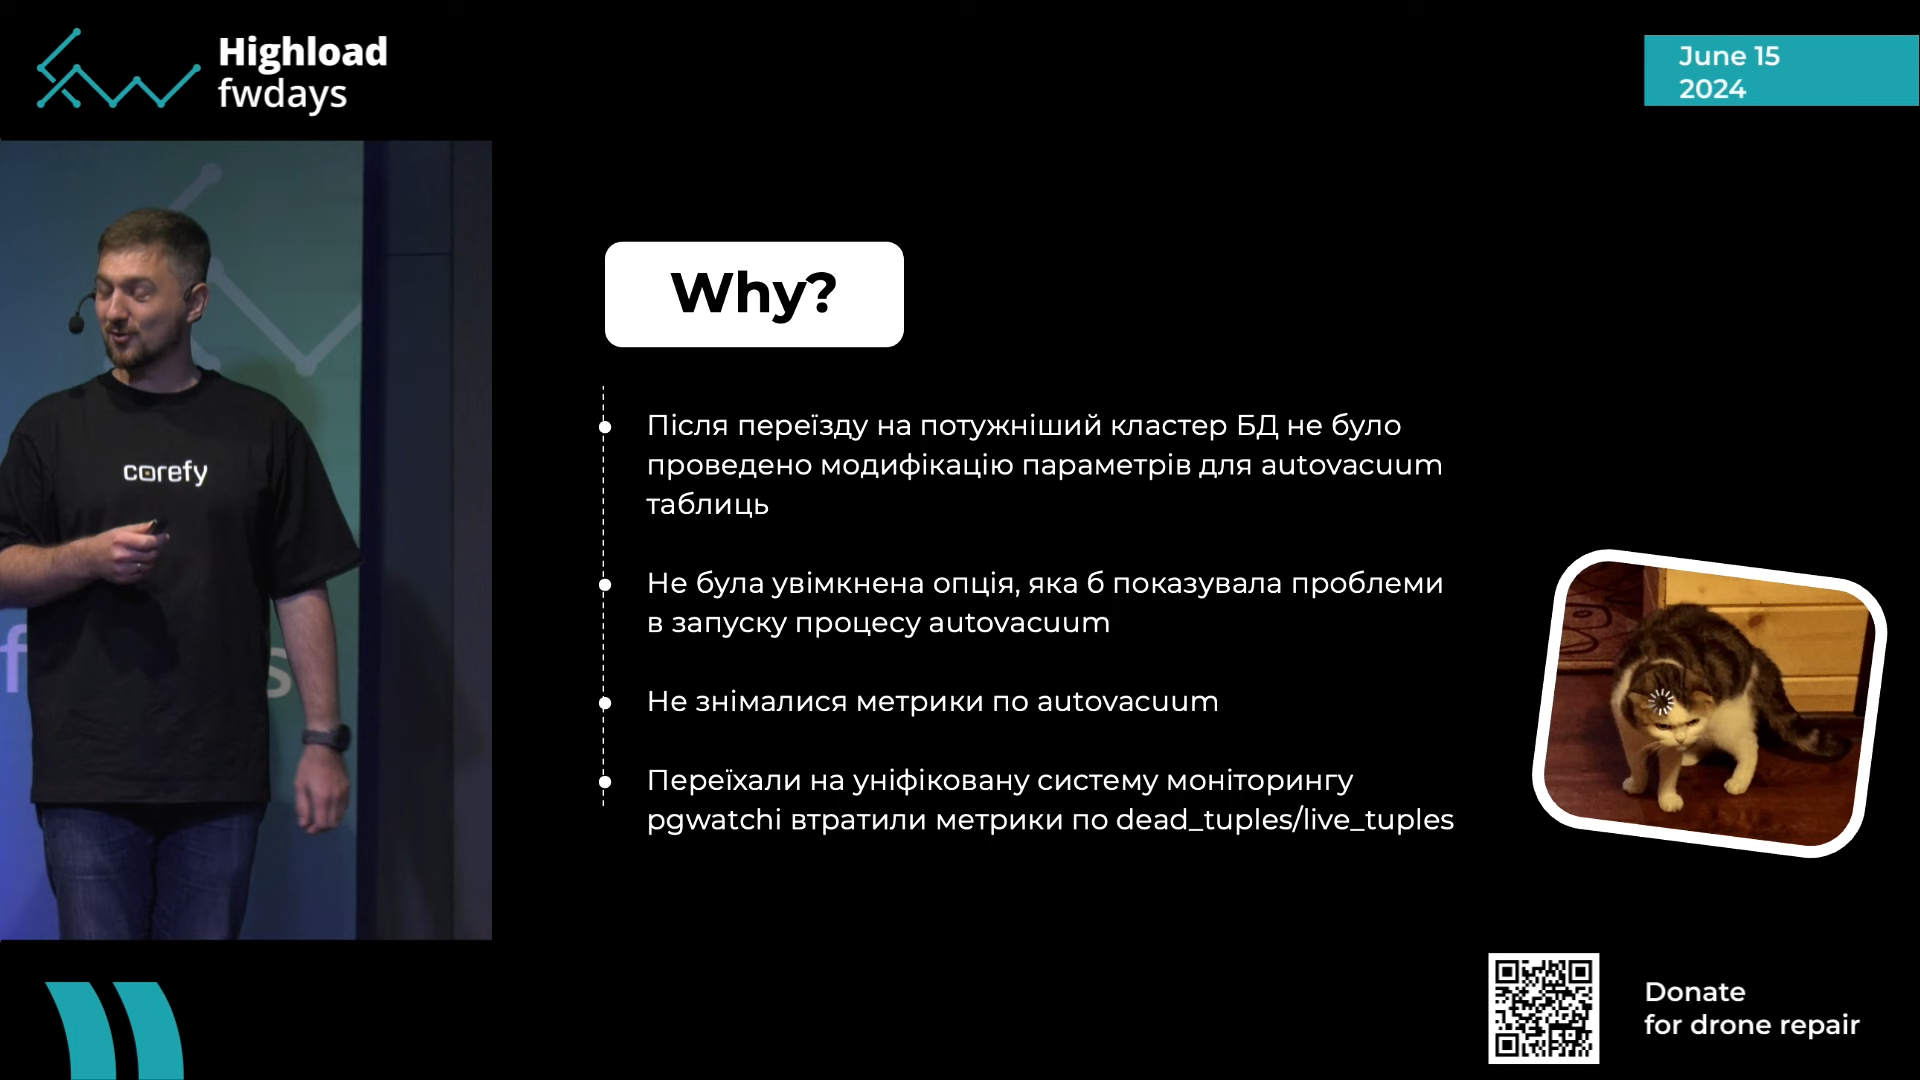 Highload
fwdays
June 15
2024
corefy
f
s
Why?
Після переїзду на потужніший кластер БД не було
проведено модифікацію параметрів для autovacuum
таблиць
Не була увімкнена опція, яка б показувала проблеми
в запуску процесу autovacuum
Не знімалися метрики по autovacuum
Переїхали на уніфіковану систему моніторингу
pgwatchі втратили метрики по dead_tuples/live_tuples
Donate
for drone repair